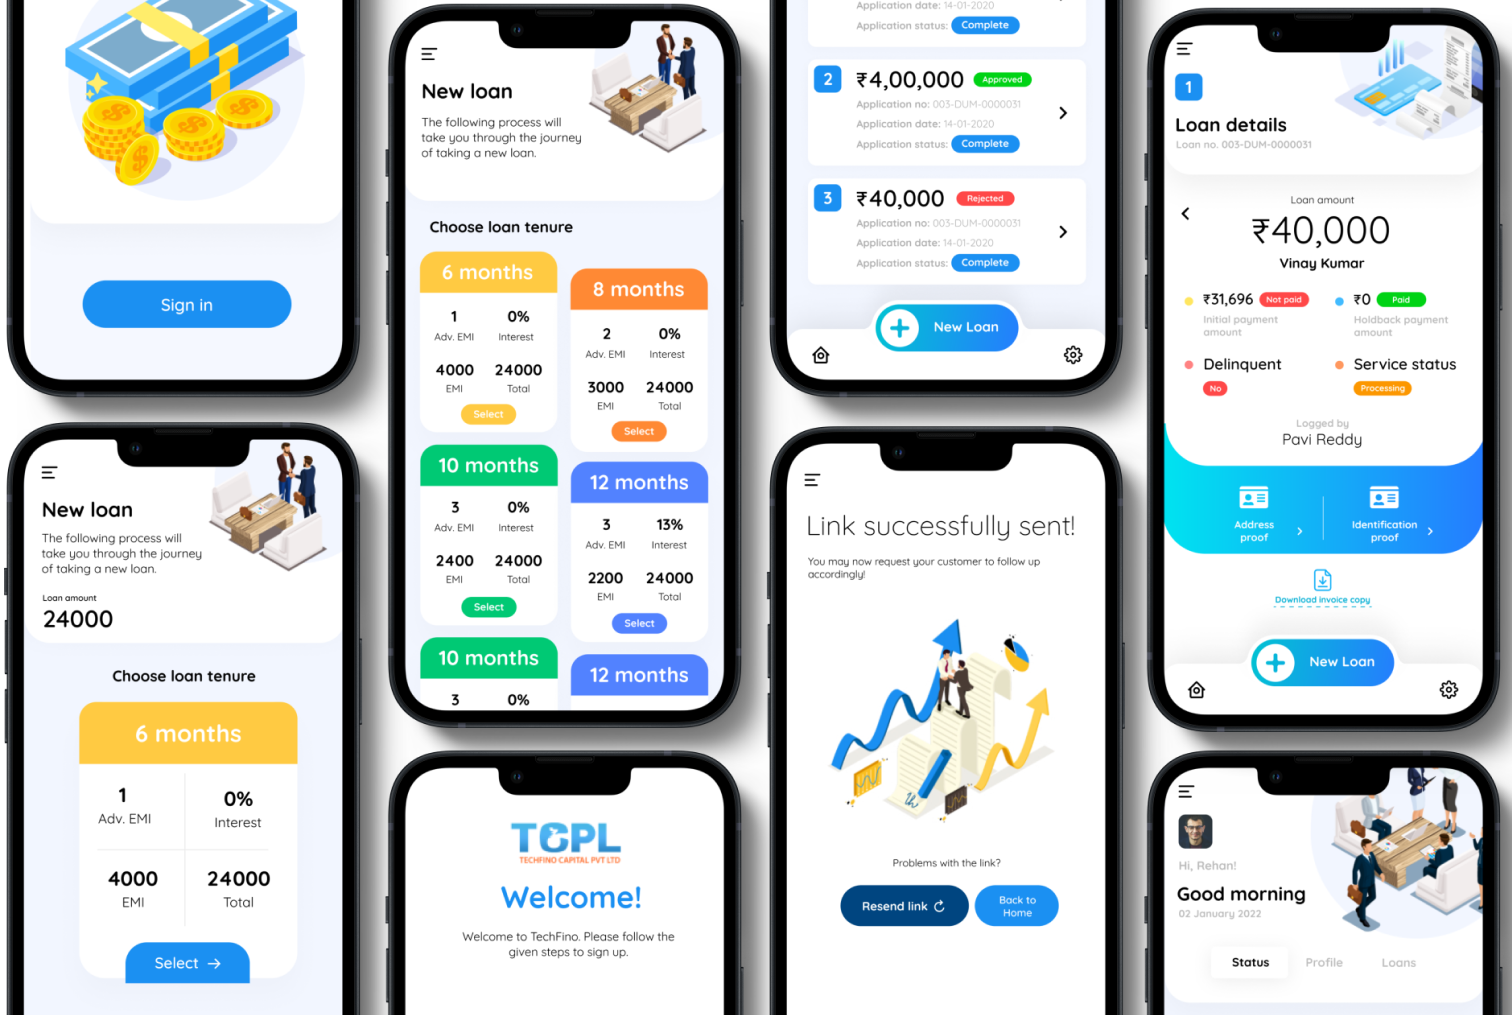 Sign in
New loan
The following process will
take you through the journey
of taking a new loan.
Loan amount
24000
Choose loan tenure
6 months
1
Adv. EMI
0%
Interest
4000
EMI
24000
Total
Select →
New loan
The following process will
take you through the journey
of taking a new loan.
Choose loan tenure
6 months
1
Adv. EMI
0%
Interest
4000
EMI
24000
Total
Select
8 months
2
Adv. EMI
0%
Interest
3000
EMI
24000
Total
Select
10 months
3
Adv. EMI
0%
Interest
2400
EMI
24000
Total
Select
12 months
3
Adv. EMI
13%
Interest
2200
EMI
24000
Total
Select
10 months
3
0%
12 months
TCPL
TECHFINO CAPITAL PVT LTD
Welcome!
Welcome to TechFino. Please follow the
given steps to sign up.
Application date: 14-01-2020
Application status: Complete
2
₹4,00,000 Approved
Application no: 003-DUM-0000031
Application date: 14-01-2020
Application status: Complete
3
₹40,000 Rejected
Application no: 003-DUM-0000031
Application date: 14-01-2020
Application status: Complete
New Loan
Link successfully sent!
You may now request your customer to follow up
accordingly!
Problems with the link?
Resend link
Back to
Home
1
Loan details
Loan no. 003-DUM-0000031
Loan amount
₹40,000
Vinay Kumar
₹31,696 Not paid
Initial payment
amount
₹0 Paid
Holdback payment
amount
Delinquent
No
Service status
Processing
Logged by
Pavi Reddy
Address
proof
Identification
proof
Download invoice copy
New Loan
Hi, Rehan!
Good morning
02 January 2022
Status
Profile
Loans